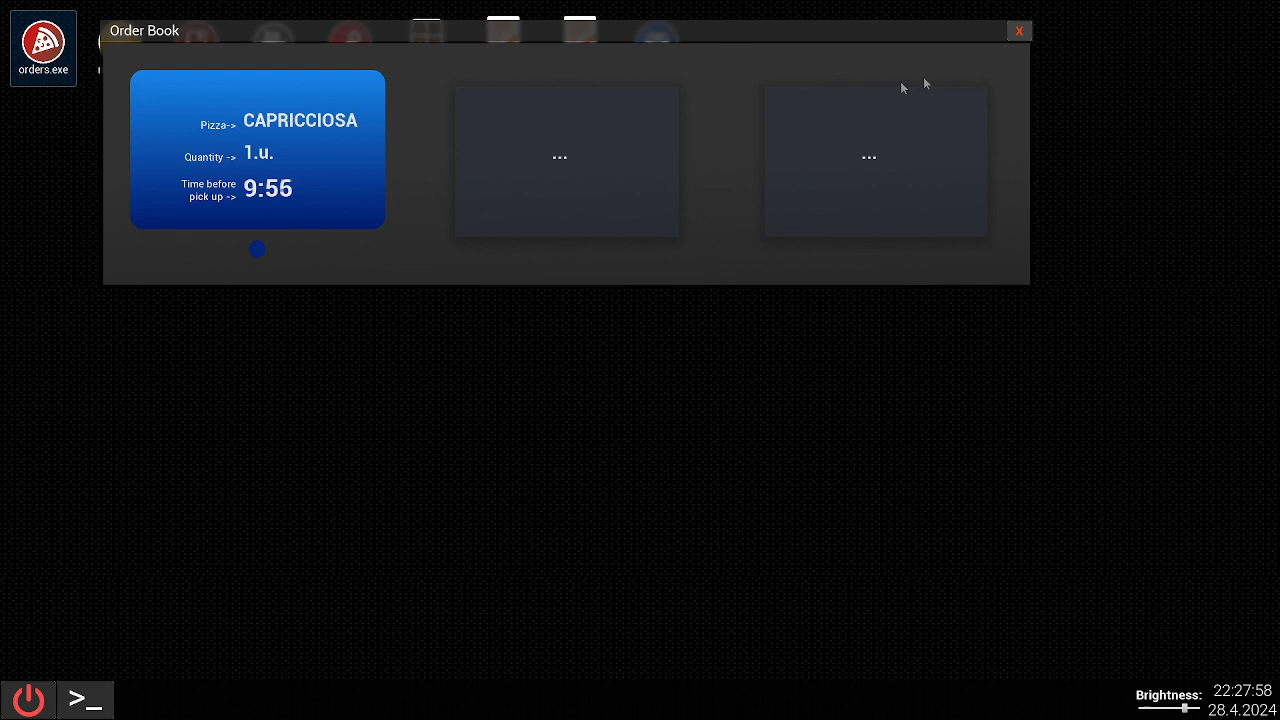 Order Book
X
orders.exe
Pizza-> CAPRICCIOSA
Quantity -> 1.u.
Time before
pick up -> 9:56
...
...
>_
Brightness:
22:27:58
28.4.2024